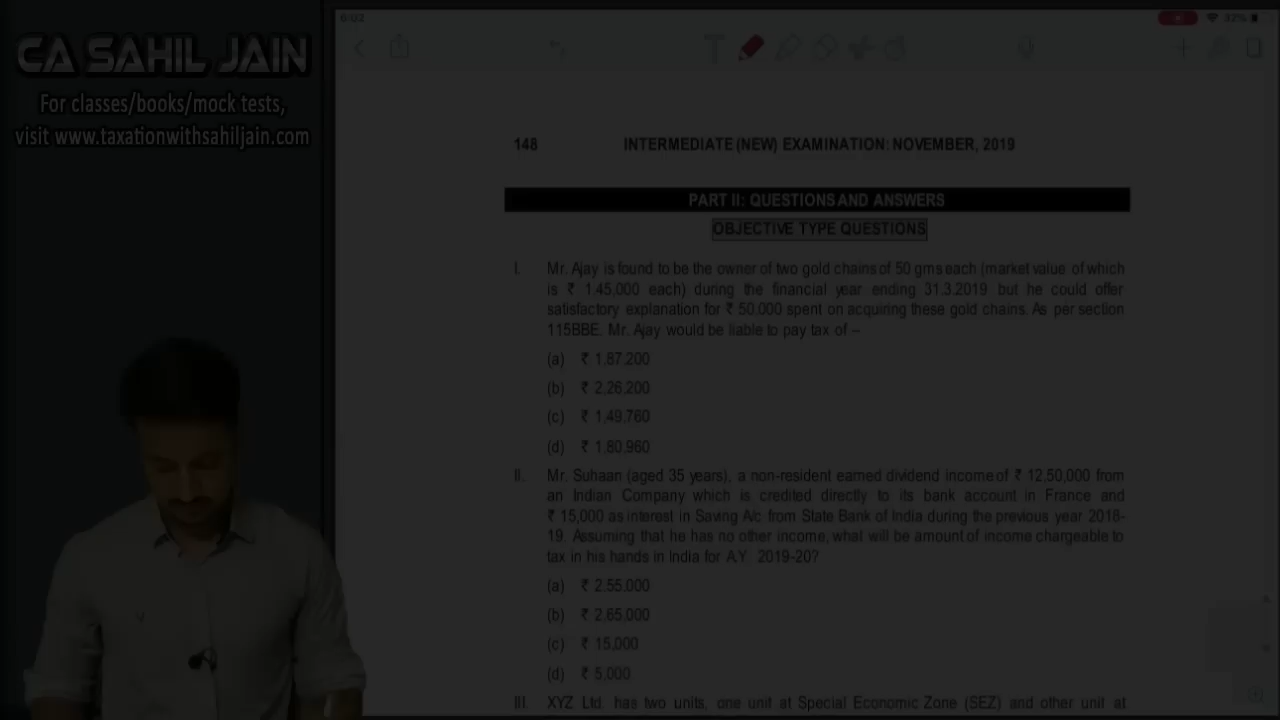 CA SAHIL JAIN
For classes/books/mock tests,
visit www.taxationwithsahiljain.com
6:02
32%
148 INTERMEDIATE (NEW) EXAMINATION: NOVEMBER, 2019
PART II: QUESTIONS AND ANSWERS
OBJECTIVE TYPE QUESTIONS
I. Mr. Ajay is found to be the owner of two gold chains of 50 gms each (market value of which
is ₹ 1,45,000 each) during the financial year ending 31.3.2019 but he could offer
satisfactory explanation for ₹ 50,000 spent on acquiring these gold chains. As per section
115BBE, Mr. Ajay would be liable to pay tax of –
(a) ₹ 1,87,200
(b) ₹ 2,26,200
(c) ₹ 1,49,760
(d) ₹ 1,80,960
II. Mr. Suhaan (aged 35 years), a non-resident earned dividend income of ₹ 12,50,000 from
an Indian Company which is credited directly to its bank account in France and
₹ 15,000 as interest in Saving A/c from State Bank of India during the previous year 2018-
19. Assuming that he has no other income, what will be amount of income chargeable to
tax in his hands in India for A.Y. 2019-20?
(a) ₹ 2,55,000
(b) ₹ 2,65,000
(c) ₹ 15,000
(d) ₹ 5,000
III. XYZ Ltd. has two units, one unit at Special Economic Zone (SEZ) and other unit at